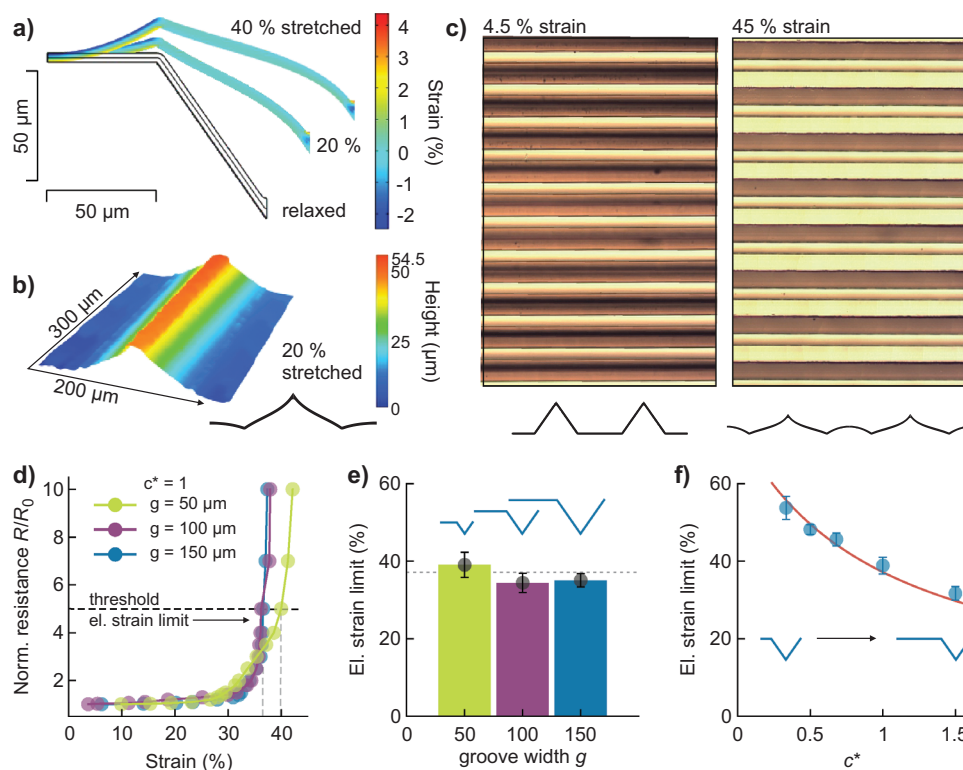 a)
40 % stretched
20 %
relaxed
50 µm
50 µm
Strain (%)
4
3
2
1
0
-1
-2
b)
300 µm
200 µm
20 %
stretched
Height (µm)
54.5
50
25
0
c)
4.5 % strain
45 % strain
d)
c* = 1
g = 50 µm
g = 100 µm
g = 150 µm
threshold
el. strain limit
Norm. resistance R/R0
10
8
6
4
2
0 10 20 30 40
Strain (%)
e)
El. strain limit (%)
60
40
20
0
50 100 150
groove width g
f)
El. strain limit (%)
60
40
20
0
0 0.5 1 1.5
c*